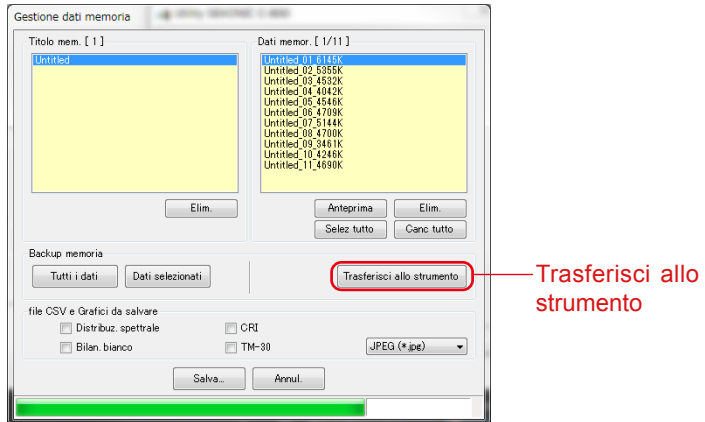 Gestione dati memoria
Titolo mem. [ 1 ]
Untitled
Elim.
Dati memor. [ 1/11 ]
Untitled_01_6145K
Untitled_02_5355K
Untitled_03_4532K
Untitled_04_4042K
Untitled_05_4546K
Untitled_06_4709K
Untitled_07_5144K
Untitled_08_4700K
Untitled_09_3461K
Untitled_10_4246K
Untitled_11_4690K
Anteprima Elim.
Selez tutto Canc tutto
Backup memoria
Tutti i dati Dati selezionati Trasferisci allo strumento
Trasferisci allo
strumento
file CSV e Grafici da salvare
Distribuz. spettrale CRI
Bilan. bianco TM-30 JPEG (*.jpg)
Salva... Annul.